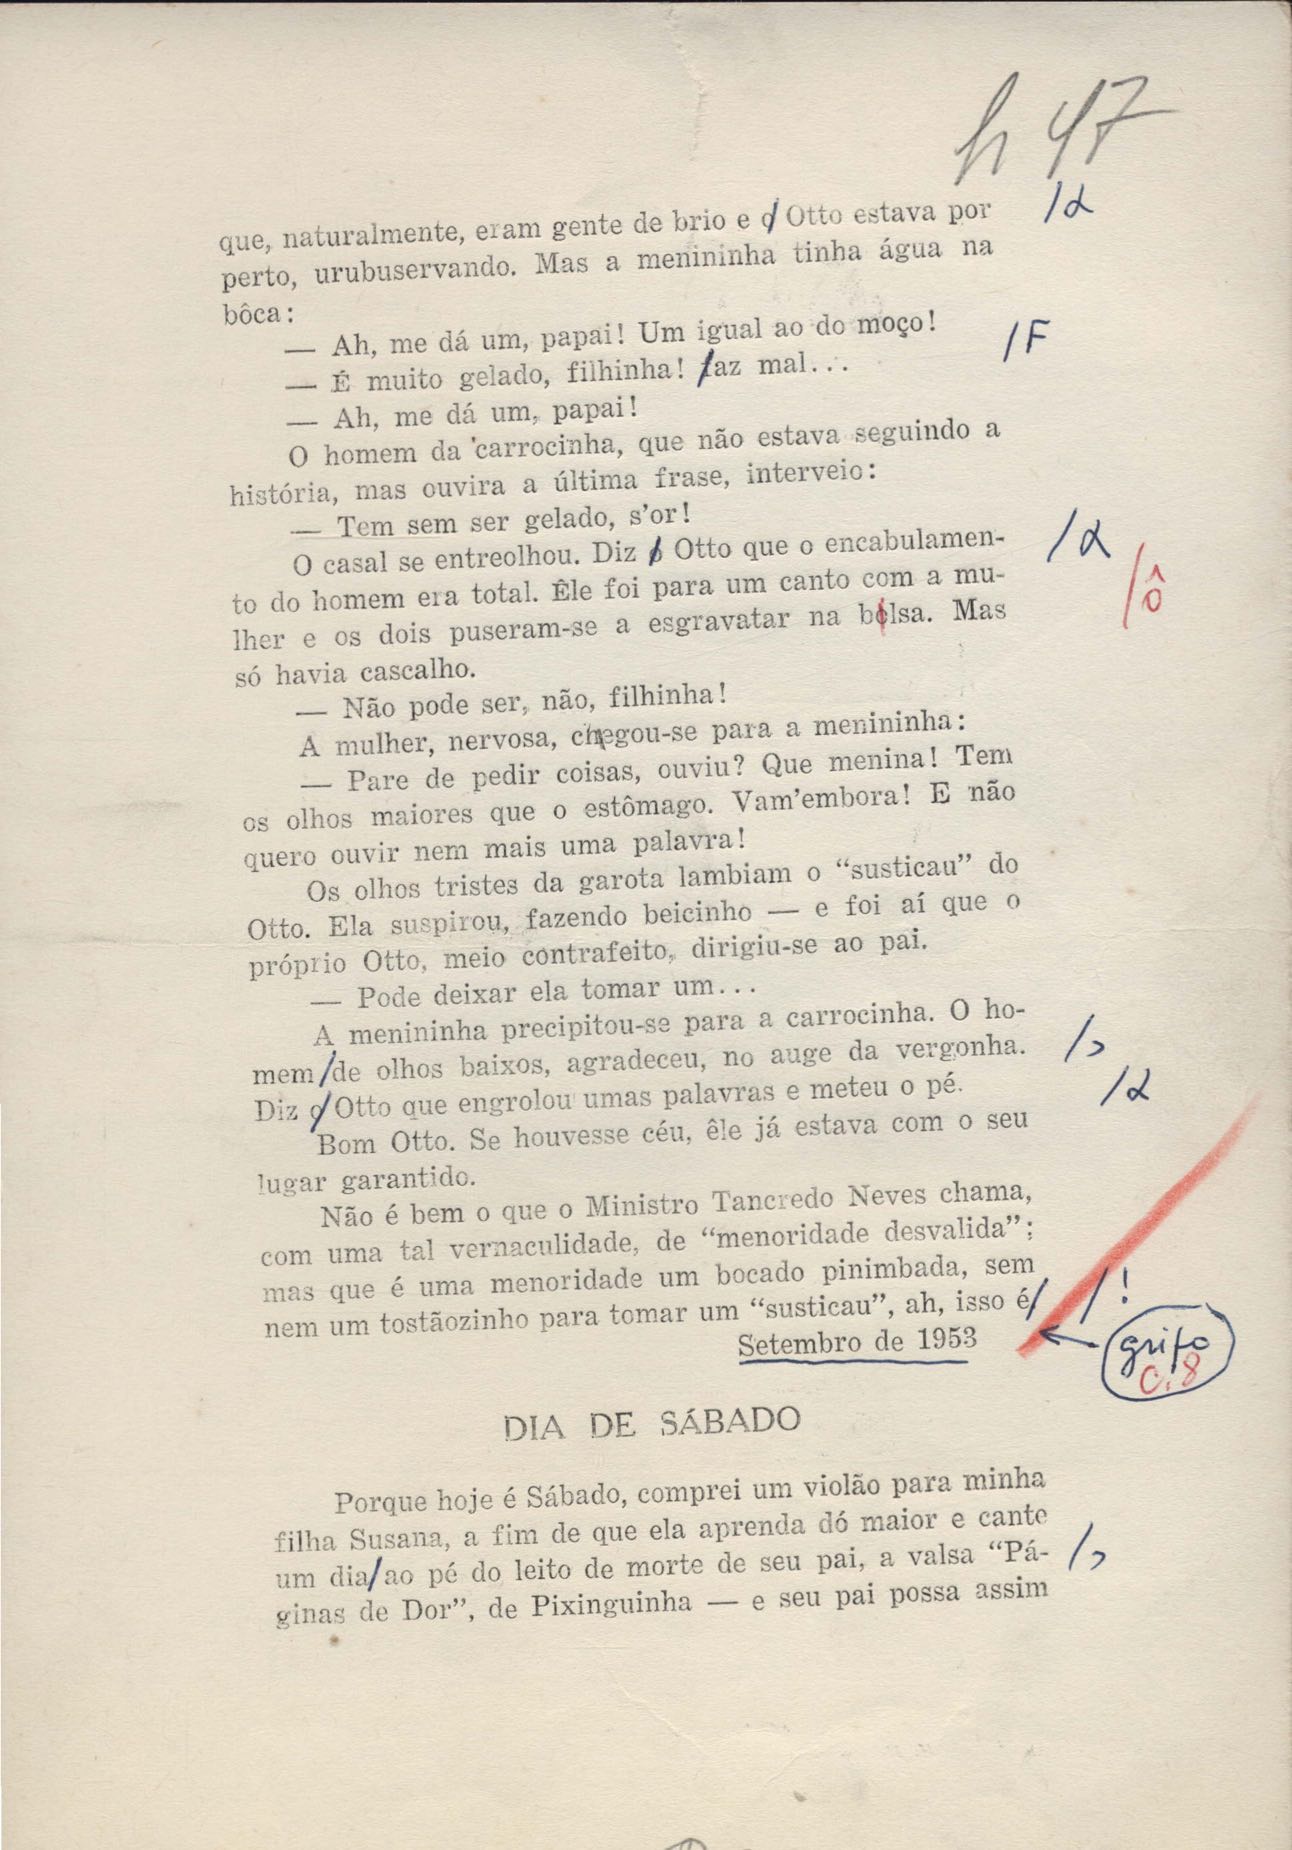 h 47
que, naturalmente, eram gente de brio e o Otto estava por /α
perto, urubuservando. Mas a menininha tinha água na
bôca:
— Ah, me dá um, papai! Um igual ao do moço!
— É muito gelado, filhinha! faz mal... /F
— Ah, me dá um, papai!
O homem da carrocinha, que não estava seguindo a
história, mas ouvira a última frase, interveio:
— Tem sem ser gelado, s'or!
O casal se entreolhou. Diz o Otto que o encabulamen- /α
to do homem era total. Êle foi para um canto com a mu-
lher e os dois puseram-se a esgravatar na bolsa. Mas /ô
só havia cascalho.
— Não pode ser, não, filhinha!
A mulher, nervosa, chegou-se para a menininha:
— Pare de pedir coisas, ouviu? Que menina! Tem
os olhos maiores que o estômago. Vam'embora! E não
quero ouvir nem mais uma palavra!
Os olhos tristes da garota lambiam o “susticau” do
Otto. Ela suspirou, fazendo beicinho — e foi aí que o
próprio Otto, meio contrafeito, dirigiu-se ao pai.
— Pode deixar ela tomar um...
A menininha precipitou-se para a carrocinha. O ho-
mem/de olhos baixos, agradeceu, no auge da vergonha. /,
Diz o Otto que engrolou umas palavras e meteu o pé. /α
Bom Otto. Se houvesse céu, êle já estava com o seu
lugar garantido.
Não é bem o que o Ministro Tancredo Neves chama,
com uma tal vernaculidade, de “menoridade desvalida”;
mas que é uma menoridade um bocado pinimbada, sem
nem um tostãozinho para tomar um “susticau”, ah, isso é/ /!
Setembro de 1953 grifo
c. 8
DIA DE SÁBADO
Porque hoje é Sábado, comprei um violão para minha
filha Susana, a fim de que ela aprenda dó maior e cante
um dia/ao pé do leito de morte de seu pai, a valsa “Pá- /,
ginas de Dor”, de Pixinguinha — e seu pai possa assim